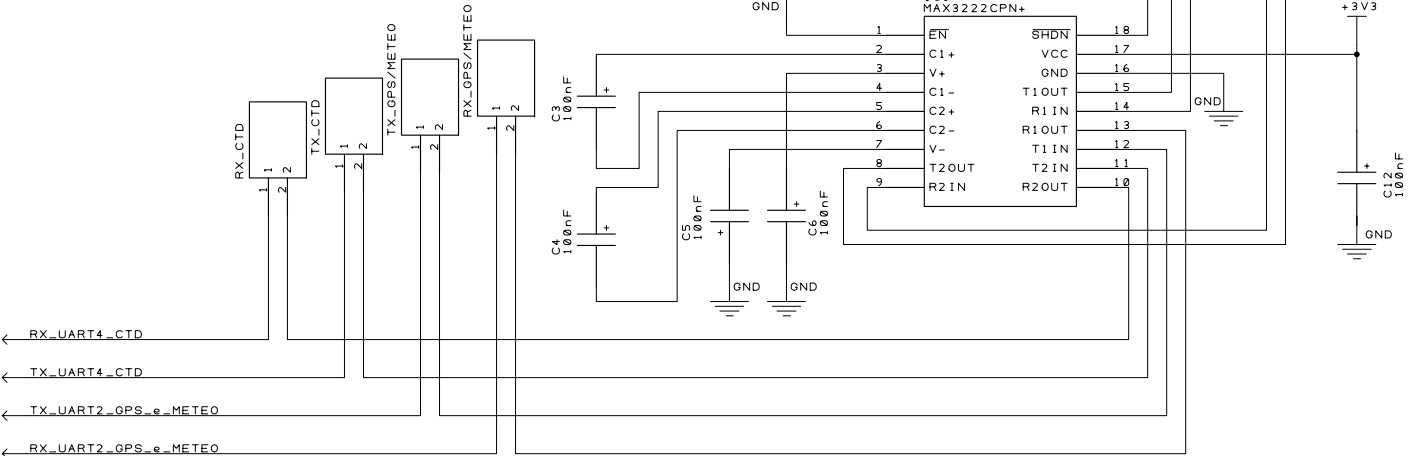 GND
MAX3222CPN+
+3V3
1 EN SHDN 18
2 C1+ VCC 17
3 V+ GND 16
4 C1- T1OUT 15
5 C2+ R1IN 14
6 C2- R1OUT 13
7 V- T1IN 12
8 T2OUT T2IN 11
9 R2IN R2OUT 10
GND
RX_CTD
1 2
1 2
TX_CTD
1 2
1 2
TX_GPS/METEO
1 2
1 2
RX_GPS/METEO
1 2
1 2
C3
100nF
+
C4
100nF
+
C5
100nF
+
GND
C6
100nF
+
GND
C12
100nF
+
GND
RX_UART4_CTD
TX_UART4_CTD
TX_UART2_GPS_e_METEO
RX_UART2_GPS_e_METEO